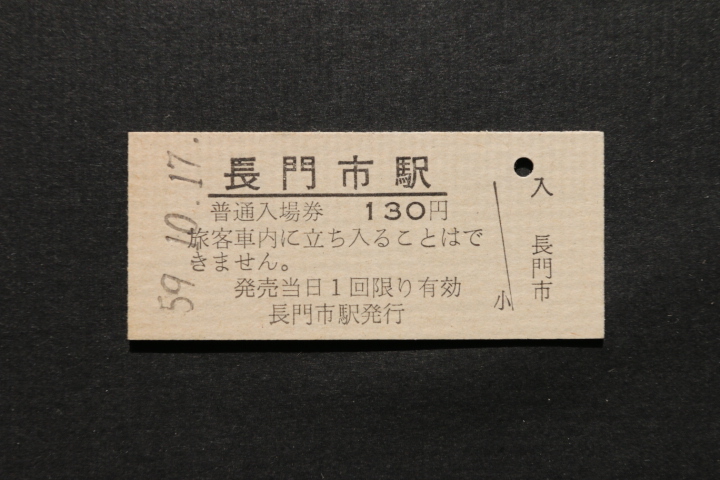 59.10.17.
長門市駅
普通入場券 130円
旅客車内に立ち入ることはで
きません。
発売当日1回限り有効
長門市駅発行
小
入
長門市